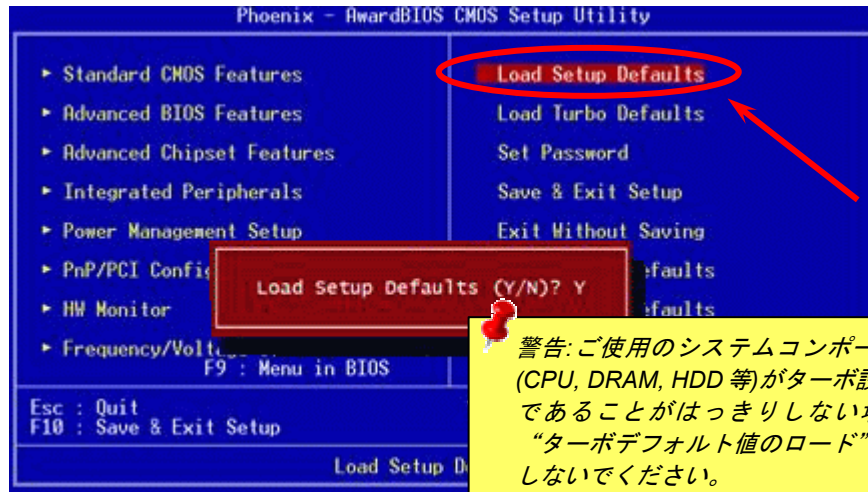 Phoenix - AwardBIOS CMOS Setup Utility
▸ Standard CMOS Features
▸ Advanced BIOS Features
▸ Advanced Chipset Features
▸ Integrated Peripherals
▸ Power Management Setup
▸ PnP/PCI Config
▸ HW Monitor
▸ Frequency/Volt
Load Setup Defaults
Load Turbo Defaults
Set Password
Save & Exit Setup
Exit Without Saving
efaults
efaults
Load Setup Defaults (Y/N)? Y
F9 : Menu in BIOS
Esc : Quit
F10 : Save & Exit Setup
Load Setup D
警告:ご使用のシステムコンポー
(CPU, DRAM, HDD 等)がターボ設
であることがはっきりしない場
“ターボデフォルト値のロード”
しないでください。